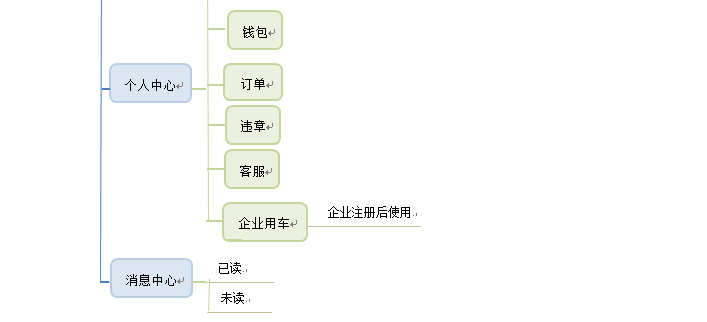 钱包
个人中心
订单
违章
客服
企业用车
企业注册后使用
消息中心
已读
未读